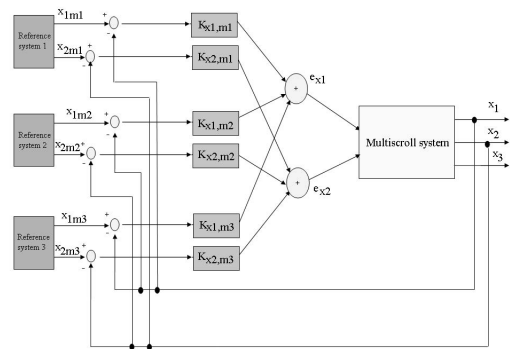 x1m1
+
-
Kx1,m1
Reference
system 1
x2m1
+
-
Kx2,m1
ex1
+
x1m2
+
-
Kx1,m2
Reference
system 2
x2m2
+
-
Kx2,m2
Multiscroll system
x1
x2
x3
+
ex2
x1m3
+
-
Kx1,m3
Reference
system 3
x2m3
+
-
Kx2,m3